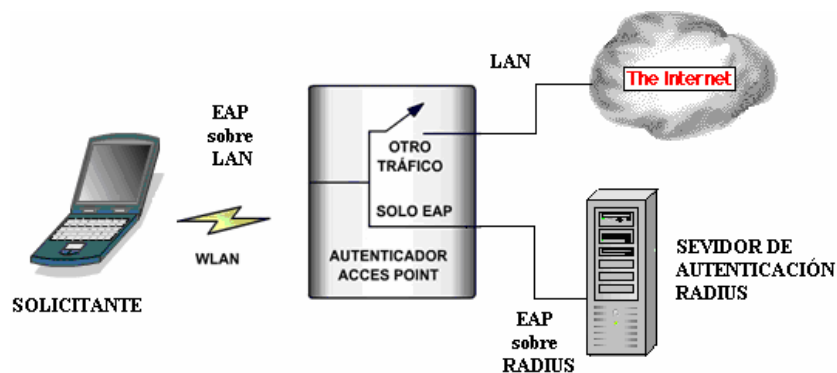 LAN
The Internet
EAP
sobre
LAN
OTRO
TRÁFICO
SOLO EAP
WLAN
AUTENTICADOR
ACCES POINT
SOLICITANTE
SEVIDOR DE
AUTENTICACIÓN
RADIUS
EAP
sobre
RADIUS